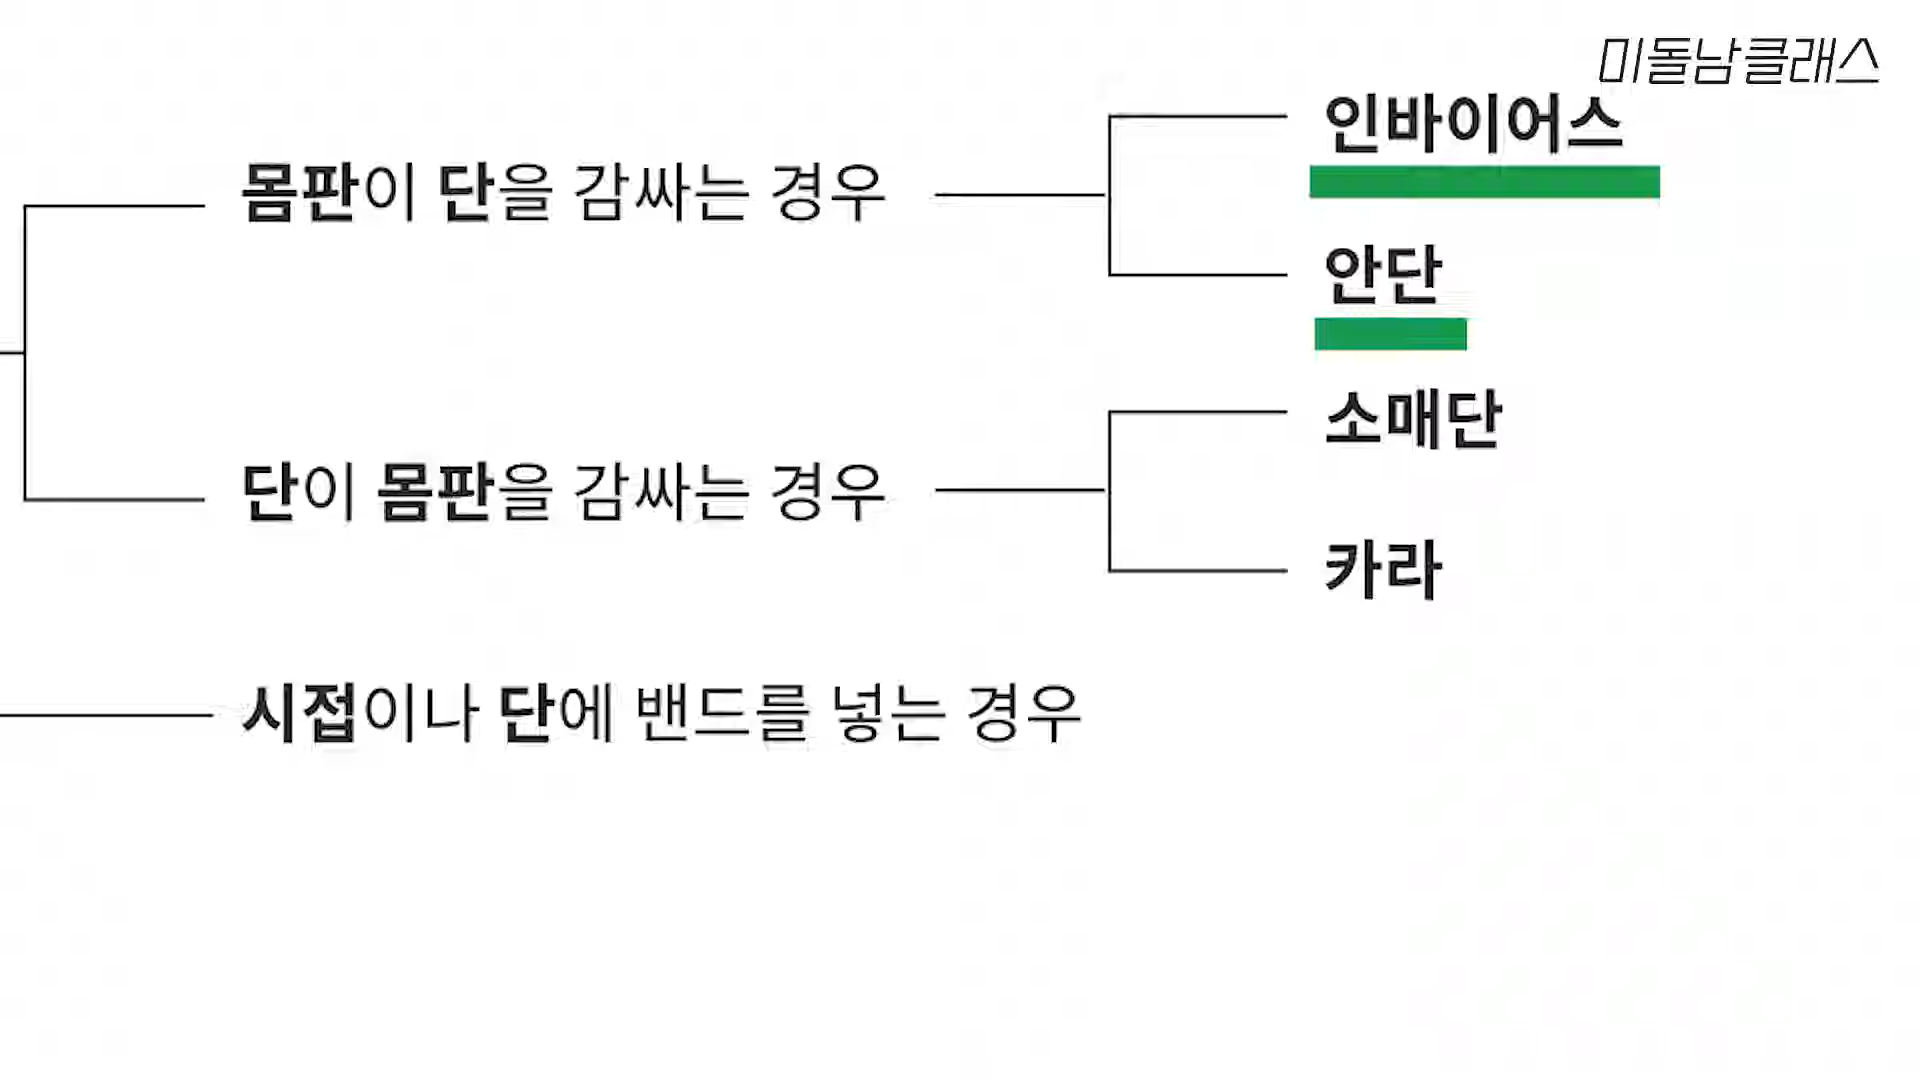 미돌남클래스
인바이어스
몸판이 단을 감싸는 경우
안단
소매단
단이 몸판을 감싸는 경우
카라
시접이나 단에 밴드를 넣는 경우